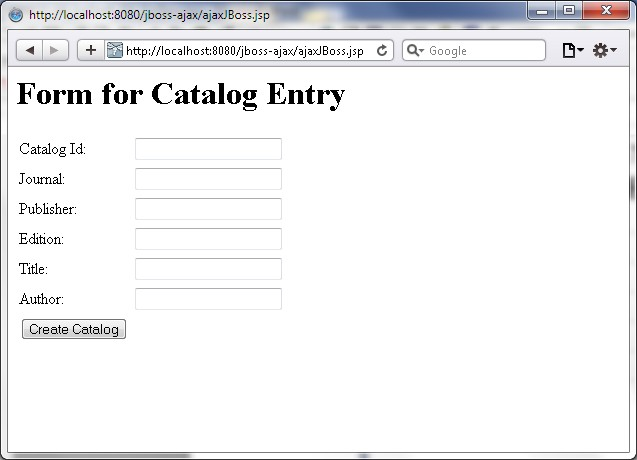 http://localhost:8080/jboss-ajax/ajaxJBoss.jsp
http://localhost:8080/jboss-ajax/ajaxJBoss.jsp
Google
Form for Catalog Entry
Catalog Id:
Journal:
Publisher:
Edition:
Title:
Author:
Create Catalog